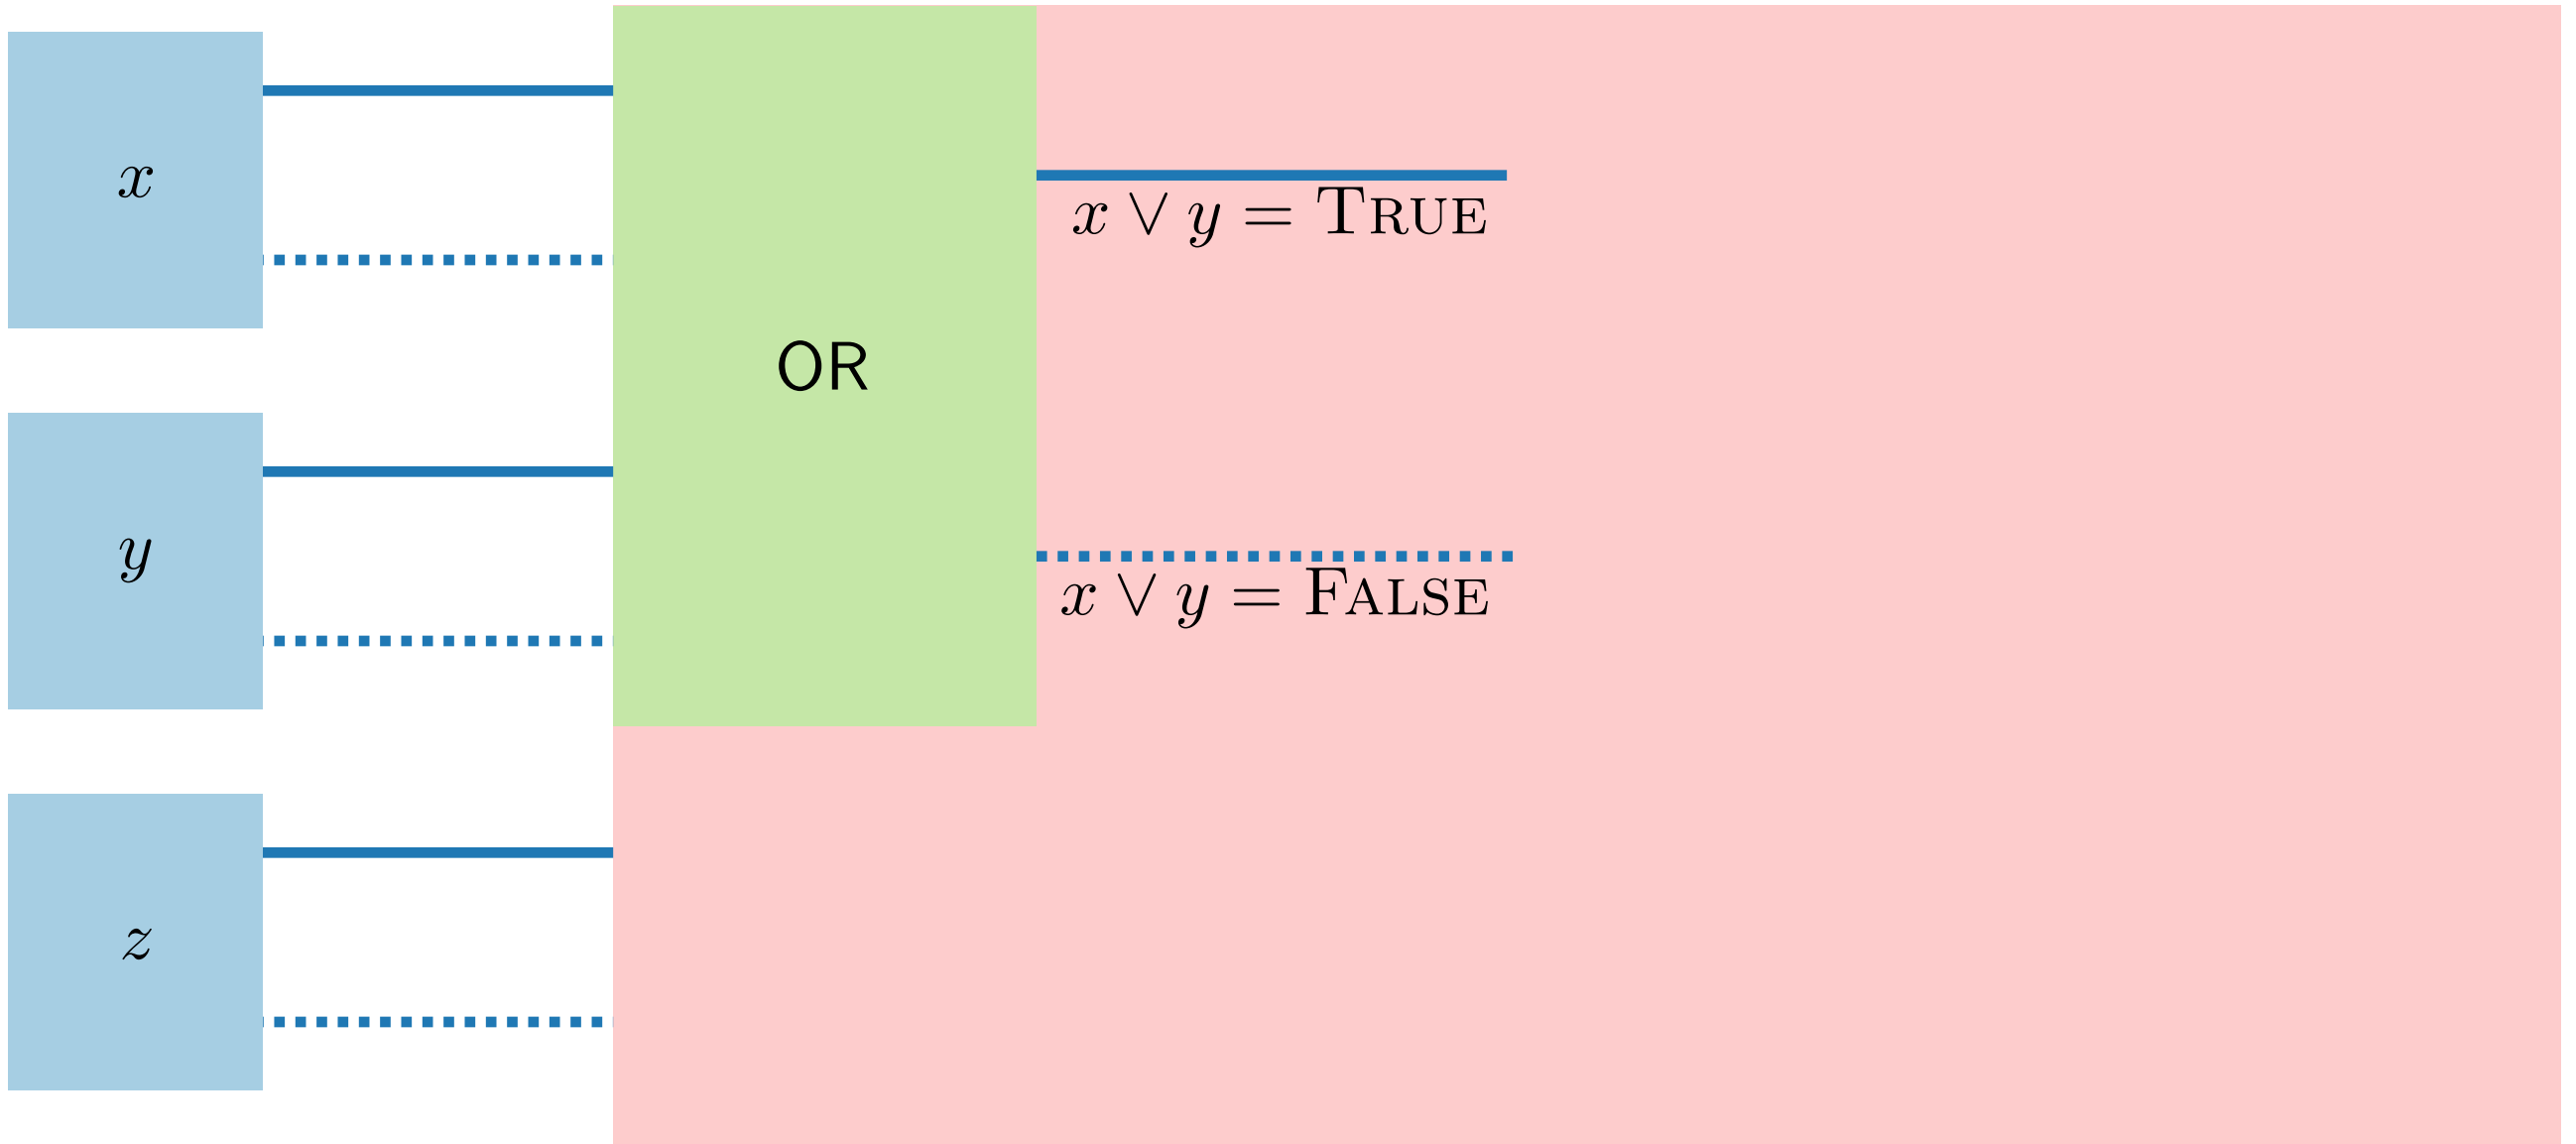 x
x ∨ y = TRUE
OR
y
x ∨ y = FALSE
z